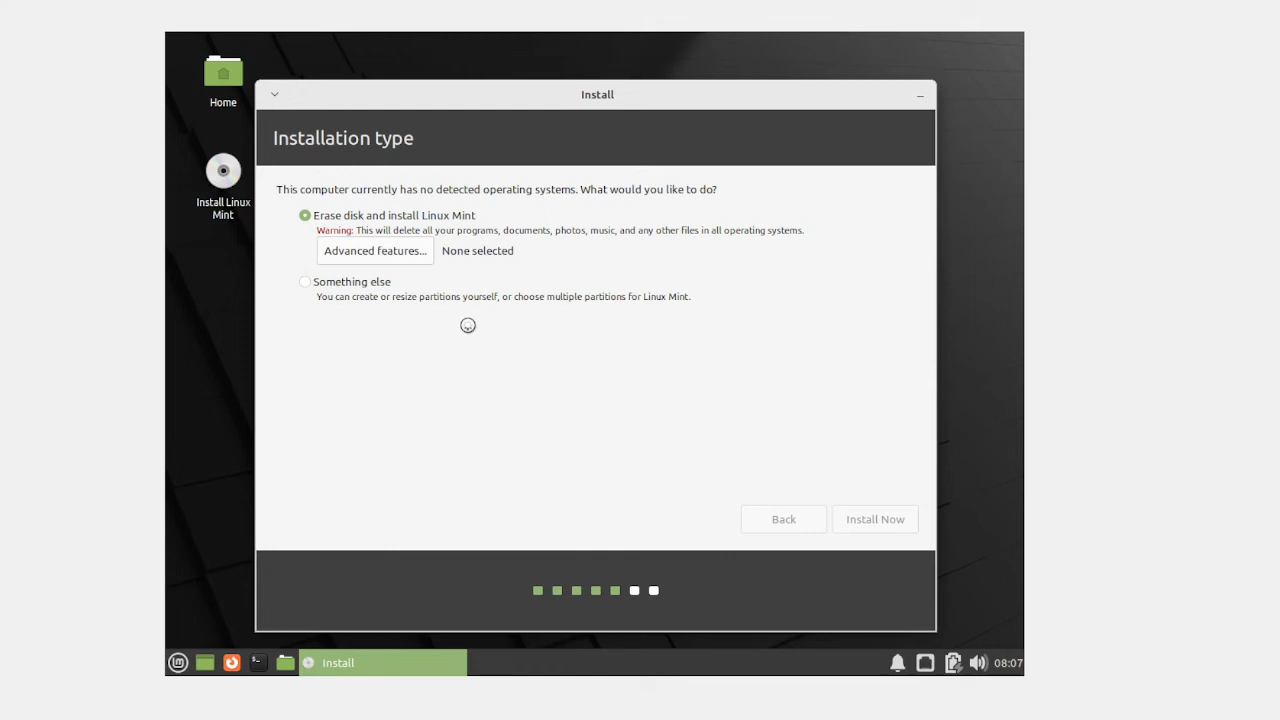 Home
Install Linux
Mint
Install
Installation type
This computer currently has no detected operating systems. What would you like to do?
Erase disk and install Linux Mint
Warning: This will delete all your programs, documents, photos, music, and any other files in all operating systems.
Advanced features... None selected
Something else
You can create or resize partitions yourself, or choose multiple partitions for Linux Mint.
Back Install Now
Install 08:07